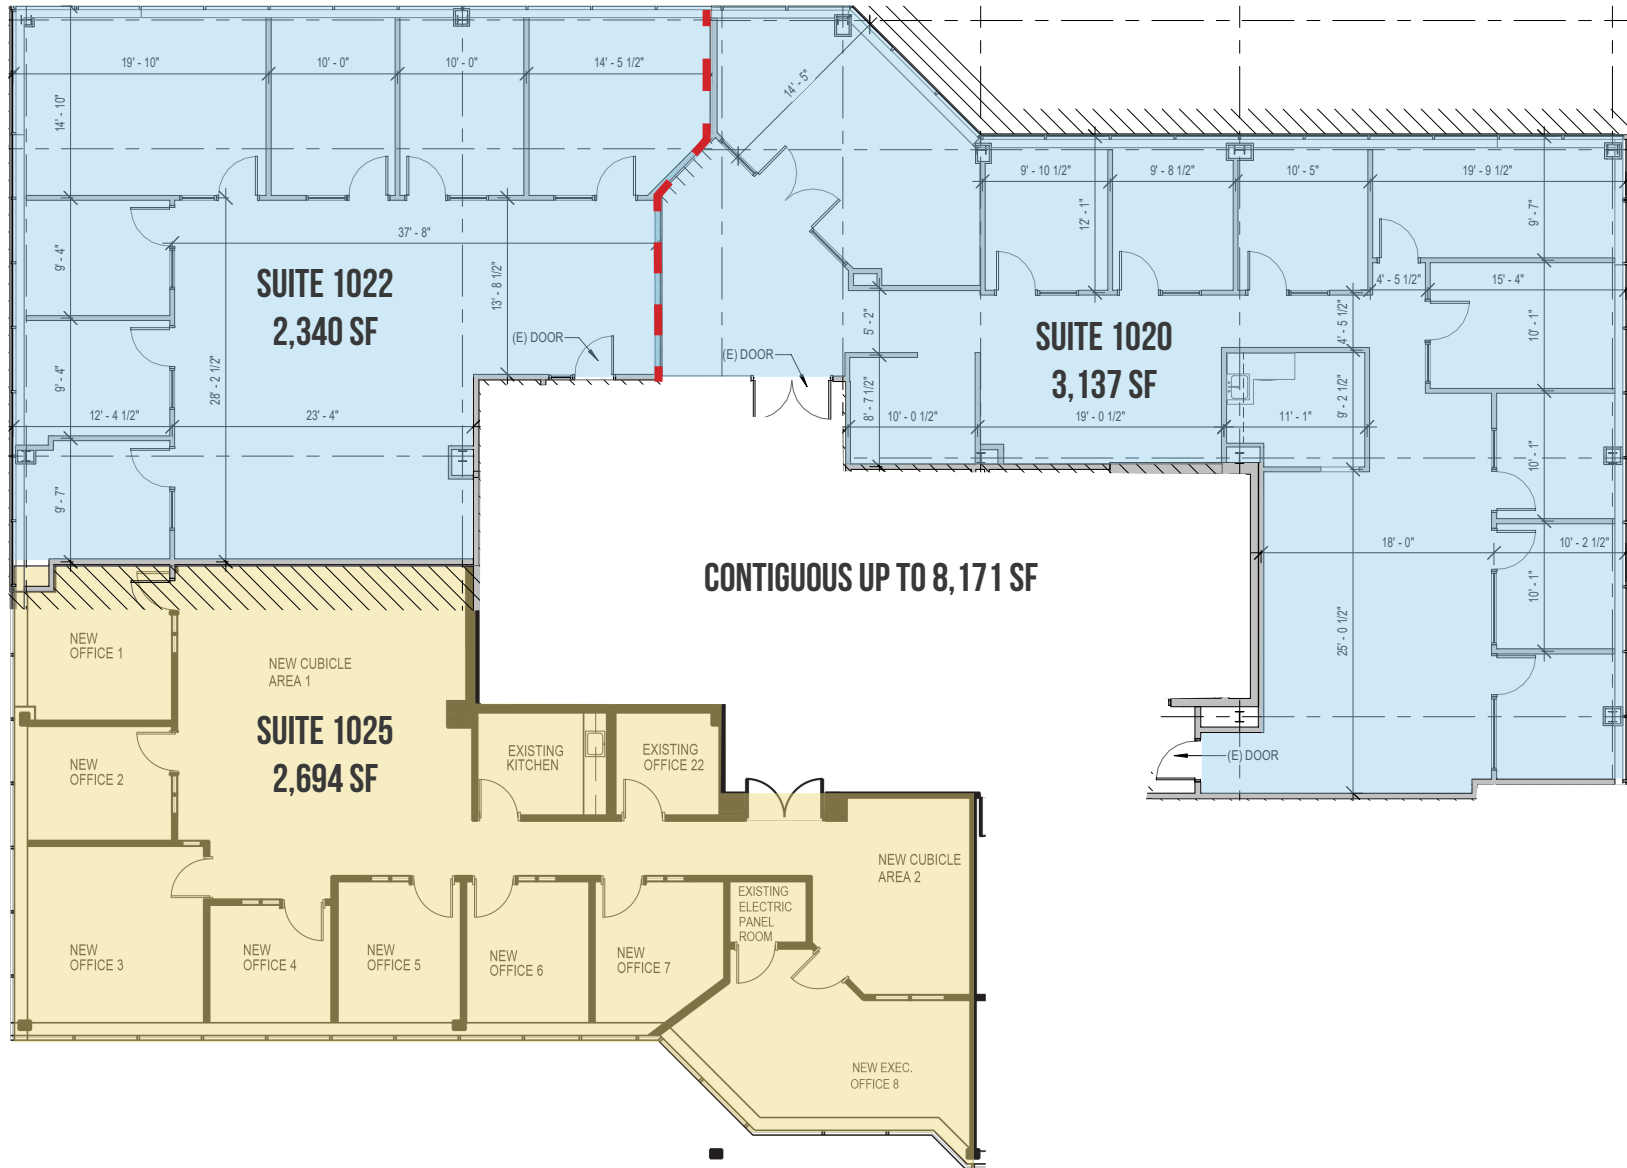 19' - 10"
10' - 0"
10' - 0"
14' - 5 1/2"
14' - 5"
14' - 10"
9' - 10 1/2"
9' - 8 1/2"
10' - 5"
19' - 9 1/2"
12' - 1"
9' - 7"
37' - 8"
9' - 4"
13' - 8 1/2"
SUITE 1022
2,340 SF
4' - 5 1/2"
15' - 4"
5' - 2"
4' - 5 1/2"
10' - 1"
SUITE 1020
3,137 SF
(E) DOOR
(E) DOOR
9' - 4"
28' - 2 1/2"
8' - 7 1/2"
9' - 2 1/2"
12' - 4 1/2"
23' - 4"
10' - 0 1/2"
19' - 0 1/2"
11' - 1"
10' - 1"
9' - 7"
18' - 0"
10' - 2 1/2"
CONTIGUOUS UP TO 8,171 SF
10' - 1"
25' - 0 1/2"
NEW
OFFICE 1
NEW CUBICLE
AREA 1
SUITE 1025
2,694 SF
NEW
OFFICE 2
EXISTING
KITCHEN
EXISTING
OFFICE 22
(E) DOOR
NEW CUBICLE
AREA 2
EXISTING
ELECTRIC
PANEL
ROOM
NEW
OFFICE 3
NEW
OFFICE 4
NEW
OFFICE 5
NEW
OFFICE 6
NEW
OFFICE 7
NEW EXEC.
OFFICE 8